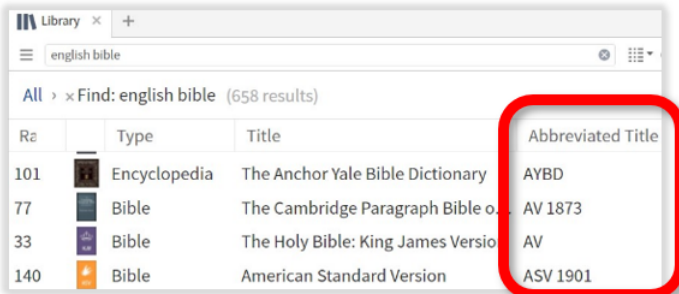 Library × +
english bible
All › × Find: english bible (658 results)
Ra Type Title Abbreviated Title
101 Encyclopedia The Anchor Yale Bible Dictionary AYBD
77 Bible The Cambridge Paragraph Bible o... AV 1873
33 Bible The Holy Bible: King James Versio AV
140 Bible American Standard Version ASV 1901